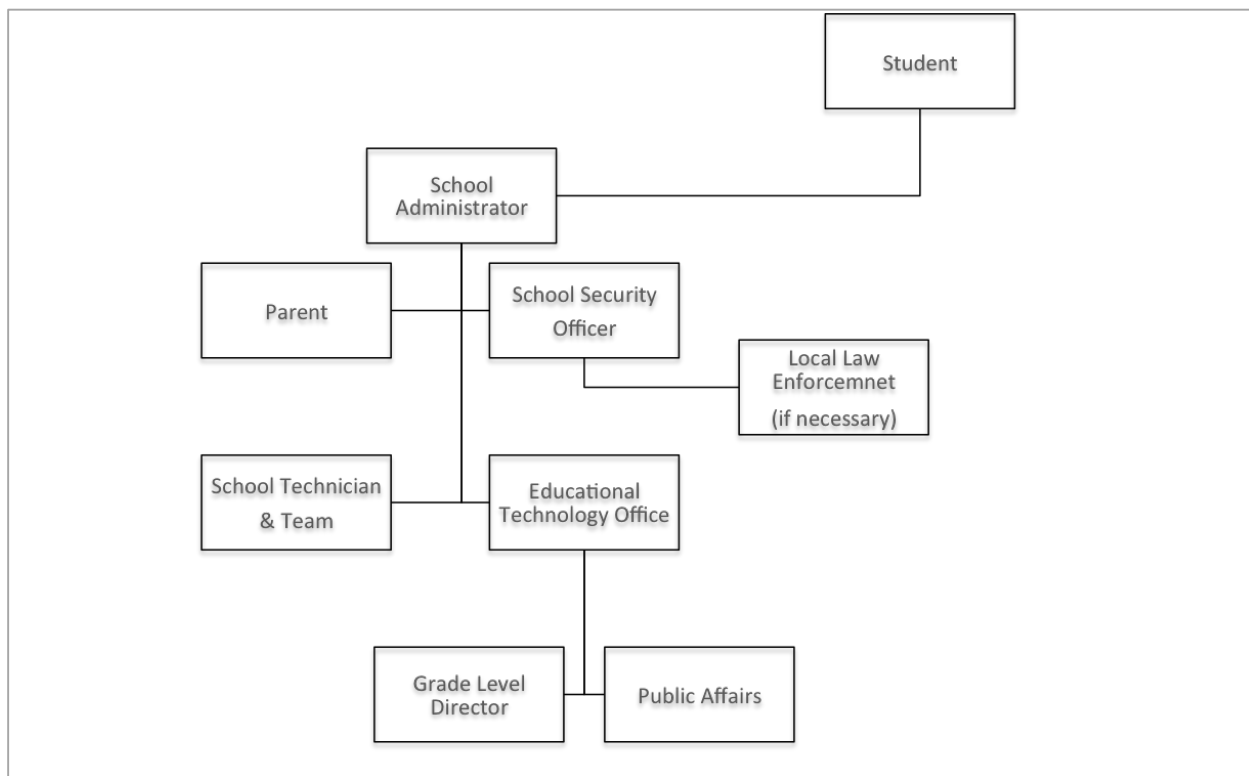 Student
School
Administrator
Parent
School Security
Officer
Local Law
Enforcemnet
(if necessary)
School Technician
& Team
Educational
Technology Office
Grade Level
Director
Public Affairs